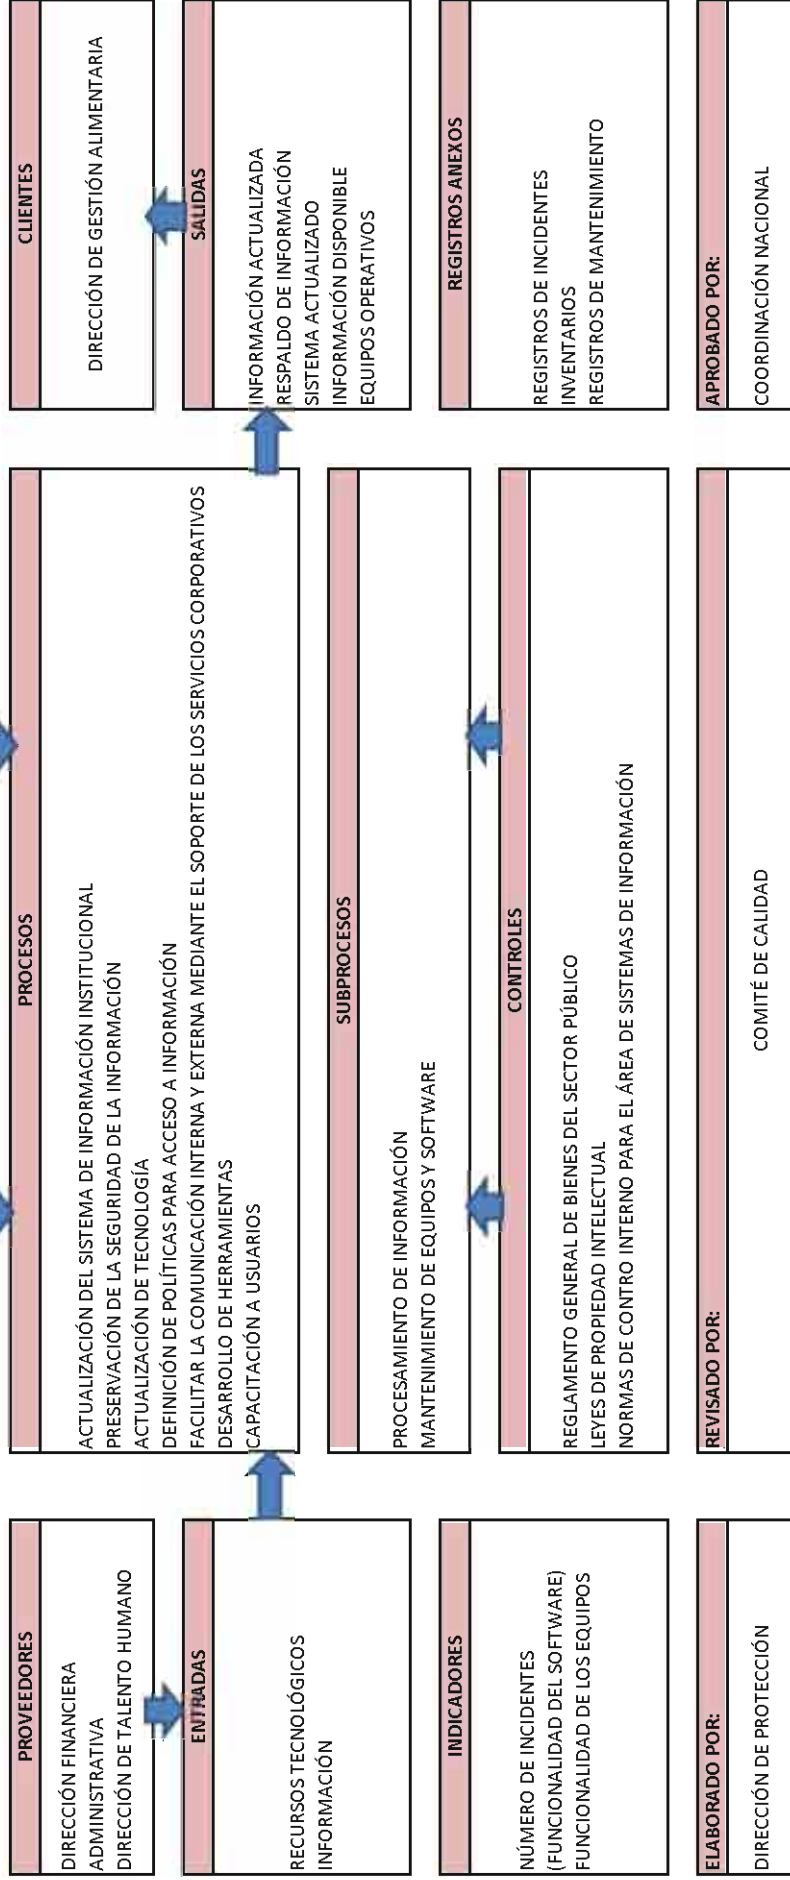 PROVEEDORES
DIRECCIÓN FINANCIERA
ADMINISTRATIVA
DIRECCIÓN DE TALENTO HUMANO
ENTRADAS
RECURSOS TECNOLÓGICOS
INFORMACIÓN
INDICADORES
NÚMERO DE INCIDENTES
(FUNCIONALIDAD DEL SOFTWARE)
FUNCIONALIDAD DE LOS EQUIPOS
ELABORADO POR:
DIRECCIÓN DE PROTECCIÓN
PROCESOS
ACTUALIZACIÓN DEL SISTEMA DE INFORMACIÓN INSTITUCIONAL
PRESERVACIÓN DE LA SEGURIDAD DE LA INFORMACIÓN
ACTUALIZACIÓN DE TECNOLOGÍA
DEFINICIÓN DE POLÍTICAS PARA ACCESO A INFORMACIÓN
FACILITAR LA COMUNICACIÓN INTERNA Y EXTERNA MEDIANTE EL SOPORTE DE LOS SERVICIOS CORPORATIVOS
DESARROLLO DE HERRAMIENTAS
CAPACITACIÓN A USUARIOS
SUBPROCESOS
PROCESAMIENTO DE INFORMACIÓN
MANTENIMIENTO DE EQUIPOS Y SOFTWARE
CONTROLES
REGLAMENTO GENERAL DE BIENES DEL SECTOR PÚBLICO
LEYES DE PROPIEDAD INTELECTUAL
NORMAS DE CONTRO INTERNO PARA EL ÁREA DE SISTEMAS DE INFORMACIÓN
REVISADO POR:
COMITÉ DE CALIDAD
CLIENTES
DIRECCIÓN DE GESTIÓN ALIMENTARIA
SALIDAS
INFORMACIÓN ACTUALIZADA
RESPALDO DE INFORMACIÓN
SISTEMA ACTUALIZADO
INFORMACIÓN DISPONIBLE
EQUIPOS OPERATIVOS
REGISTROS ANEXOS
REGISTROS DE INCIDENTES
INVENTARIOS
REGISTROS DE MANTENIMIENTO
APROBADO POR:
COORDINACIÓN NACIONAL